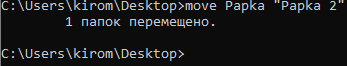 C:\Users\kirom\Desktop>move Papka "Papka 2"
1 папок перемещено.
C:\Users\kirom\Desktop>